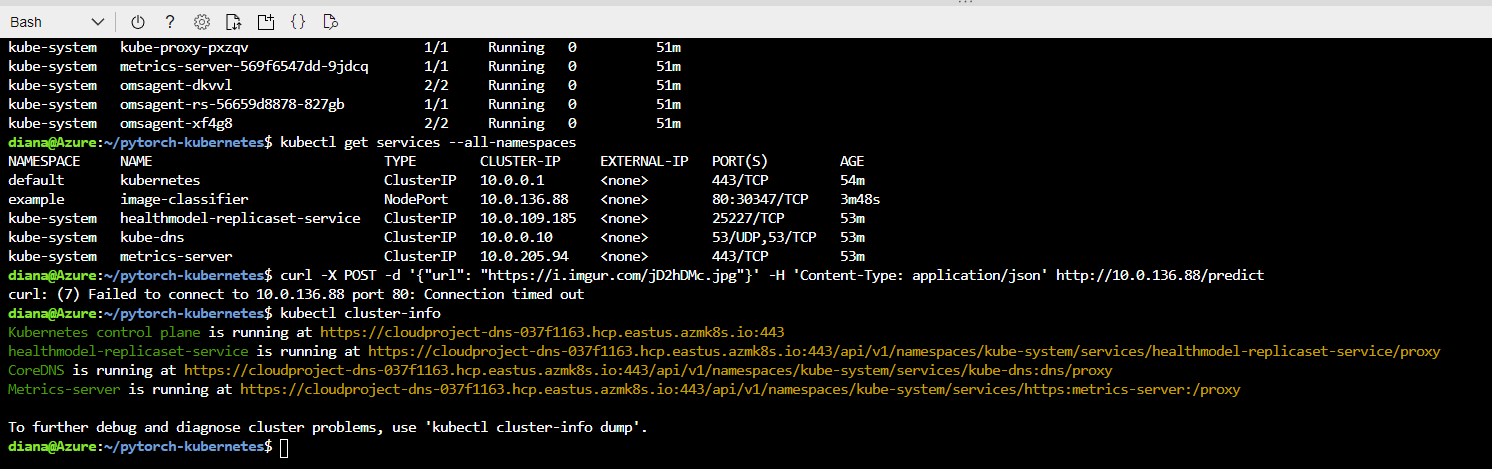 Bash
kube-system kube-proxy-pxzqv 1/1 Running 0 51m
kube-system metrics-server-569f6547dd-9jdcq 1/1 Running 0 51m
kube-system omsagent-dkvvl 2/2 Running 0 51m
kube-system omsagent-rs-56659d8878-827gb 1/1 Running 0 51m
kube-system omsagent-xf4g8 2/2 Running 0 51m
diana@Azure:~/pytorch-kubernetes$ kubectl get services --all-namespaces
NAMESPACE NAME TYPE CLUSTER-IP EXTERNAL-IP PORT(S) AGE
default kubernetes ClusterIP 10.0.0.1 <none> 443/TCP 54m
example image-classifier NodePort 10.0.136.88 <none> 80:30347/TCP 3m48s
kube-system healthmodel-replicaset-service ClusterIP 10.0.109.185 <none> 25227/TCP 53m
kube-system kube-dns ClusterIP 10.0.0.10 <none> 53/UDP,53/TCP 53m
kube-system metrics-server ClusterIP 10.0.205.94 <none> 443/TCP 53m
diana@Azure:~/pytorch-kubernetes$ curl -X POST -d '{"url": "https://i.imgur.com/jD2hDMc.jpg"}' -H 'Content-Type: application/json' http://10.0.136.88/predict
curl: (7) Failed to connect to 10.0.136.88 port 80: Connection timed out
diana@Azure:~/pytorch-kubernetes$ kubectl cluster-info
Kubernetes control plane is running at https://cloudproject-dns-037f1163.hcp.eastus.azmk8s.io:443
healthmodel-replicaset-service is running at https://cloudproject-dns-037f1163.hcp.eastus.azmk8s.io:443/api/v1/namespaces/kube-system/services/healthmodel-replicaset-service/proxy
CoreDNS is running at https://cloudproject-dns-037f1163.hcp.eastus.azmk8s.io:443/api/v1/namespaces/kube-system/services/kube-dns:dns/proxy
Metrics-server is running at https://cloudproject-dns-037f1163.hcp.eastus.azmk8s.io:443/api/v1/namespaces/kube-system/services/https:metrics-server:/proxy
To further debug and diagnose cluster problems, use 'kubectl cluster-info dump'.
diana@Azure:~/pytorch-kubernetes$